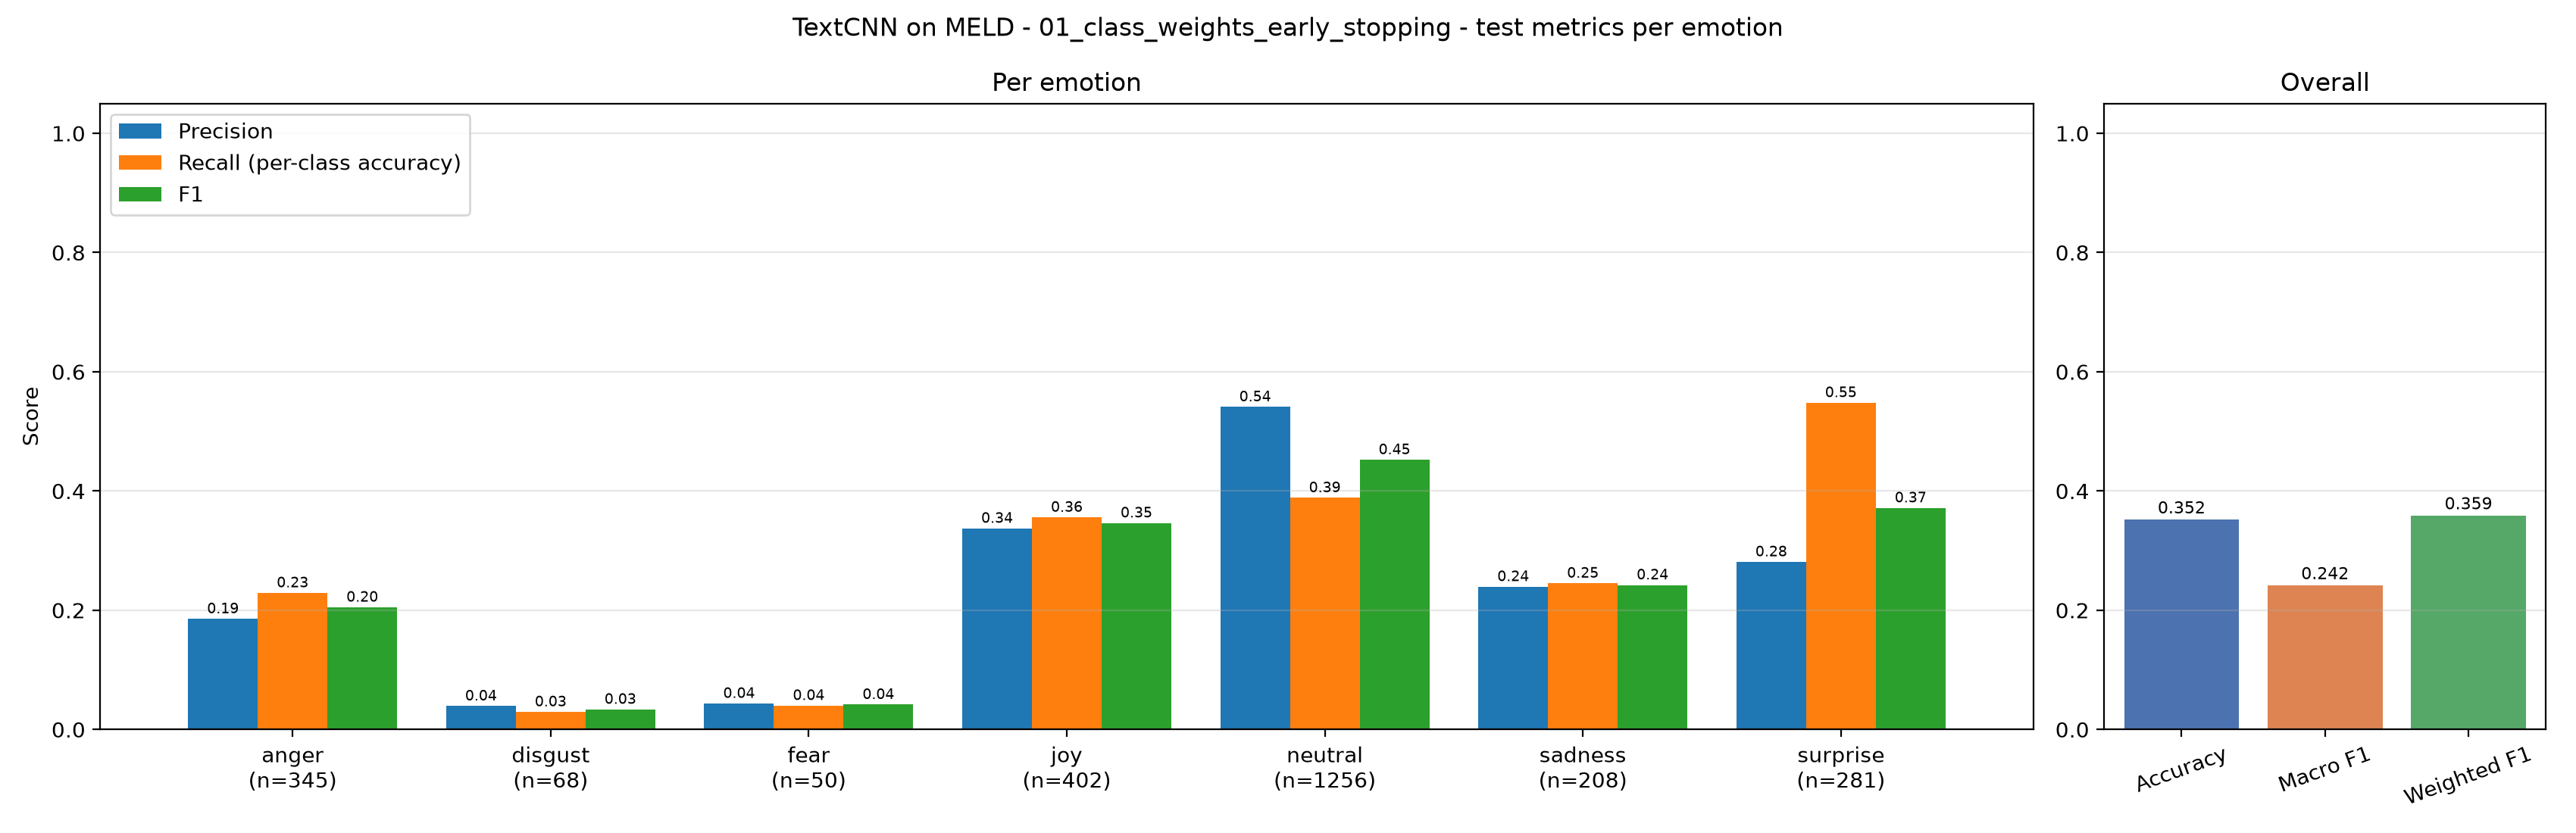 TextCNN on MELD - 01_class_weights_early_stopping - test metrics per emotion
Per emotion
Precision
Recall (per-class accuracy)
F1
Score
1.0
0.8
0.6
0.4
0.2
0.0
0.19
0.23
0.20
0.04
0.03
0.03
0.04
0.04
0.04
0.34
0.36
0.35
0.54
0.39
0.45
0.24
0.25
0.24
0.28
0.55
0.37
anger
(n=345)
disgust
(n=68)
fear
(n=50)
joy
(n=402)
neutral
(n=1256)
sadness
(n=208)
surprise
(n=281)
Overall
1.0
0.8
0.6
0.4
0.2
0.0
0.352
0.242
0.359
Accuracy
Macro F1
Weighted F1